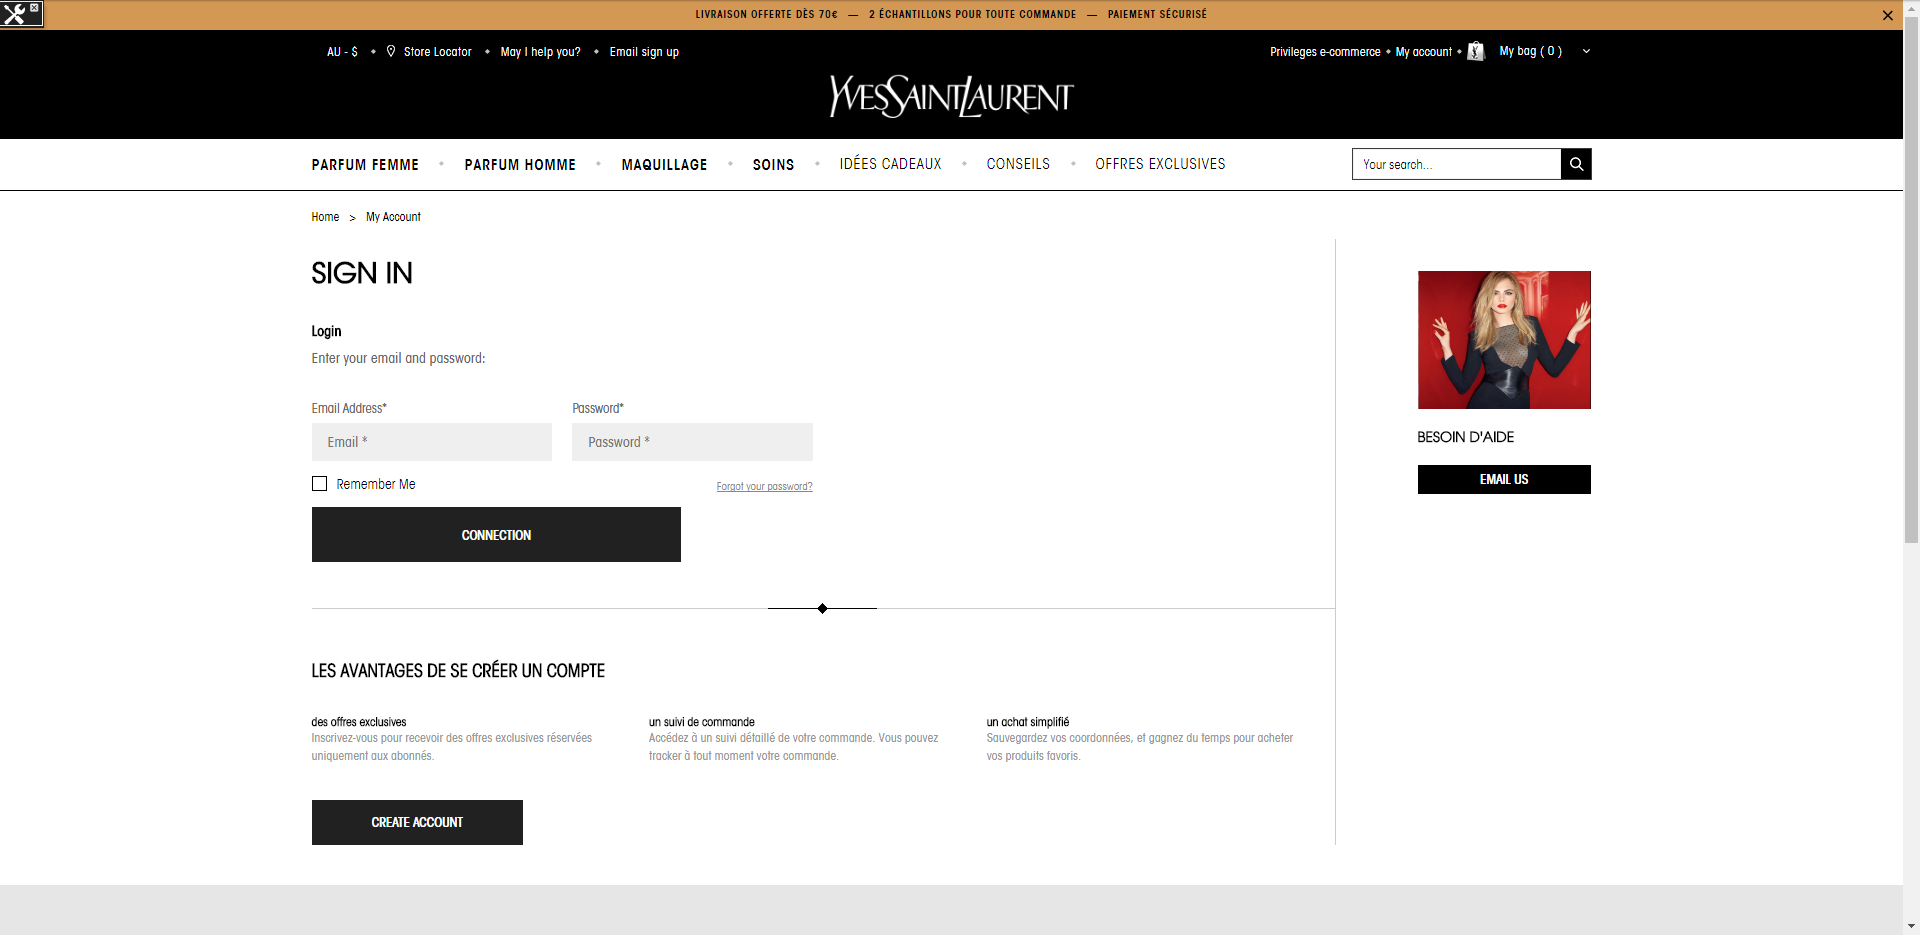 LIVRAISON OFFERTE DÈS 70€ — 2 ÉCHANTILLONS POUR TOUTE COMMANDE — PAIEMENT SÉCURISÉ
AU - $ Store Locator May I help you? Email sign up
Privileges e-commerce My account My bag ( 0 )
YVESSAINTLAURENT
PARFUM FEMME PARFUM HOMME MAQUILLAGE SOINS IDÉES CADEAUX CONSEILS OFFRES EXCLUSIVES
Your search...
Home > My Account
SIGN IN
Login
Enter your email and password:
Email Address* Password*
Email * Password *
Remember Me Forgot your password?
CONNECTION
BESOIN D'AIDE
EMAIL US
LES AVANTAGES DE SE CRÉER UN COMPTE
des offres exclusives
Inscrivez-vous pour recevoir des offres exclusives réservées
uniquement aux abonnés.
un suivi de commande
Accédez à un suivi détaillé de votre commande. Vous pouvez
tracker à tout moment votre commande.
un achat simplifié
Sauvegardez vos coordonnées, et gagnez du temps pour acheter
vos produits favoris.
CREATE ACCOUNT